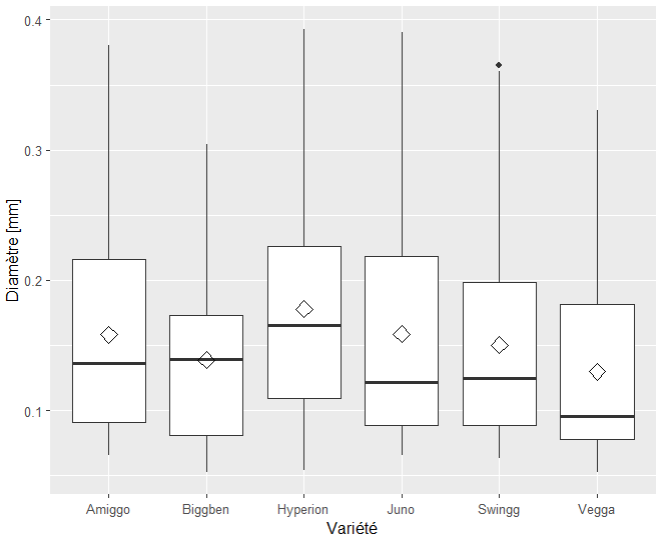 Diamètre [mm]
0.4
0.3
0.2
0.1
Amiggo Biggben Hyperion Juno Swingg Vegga
Variété